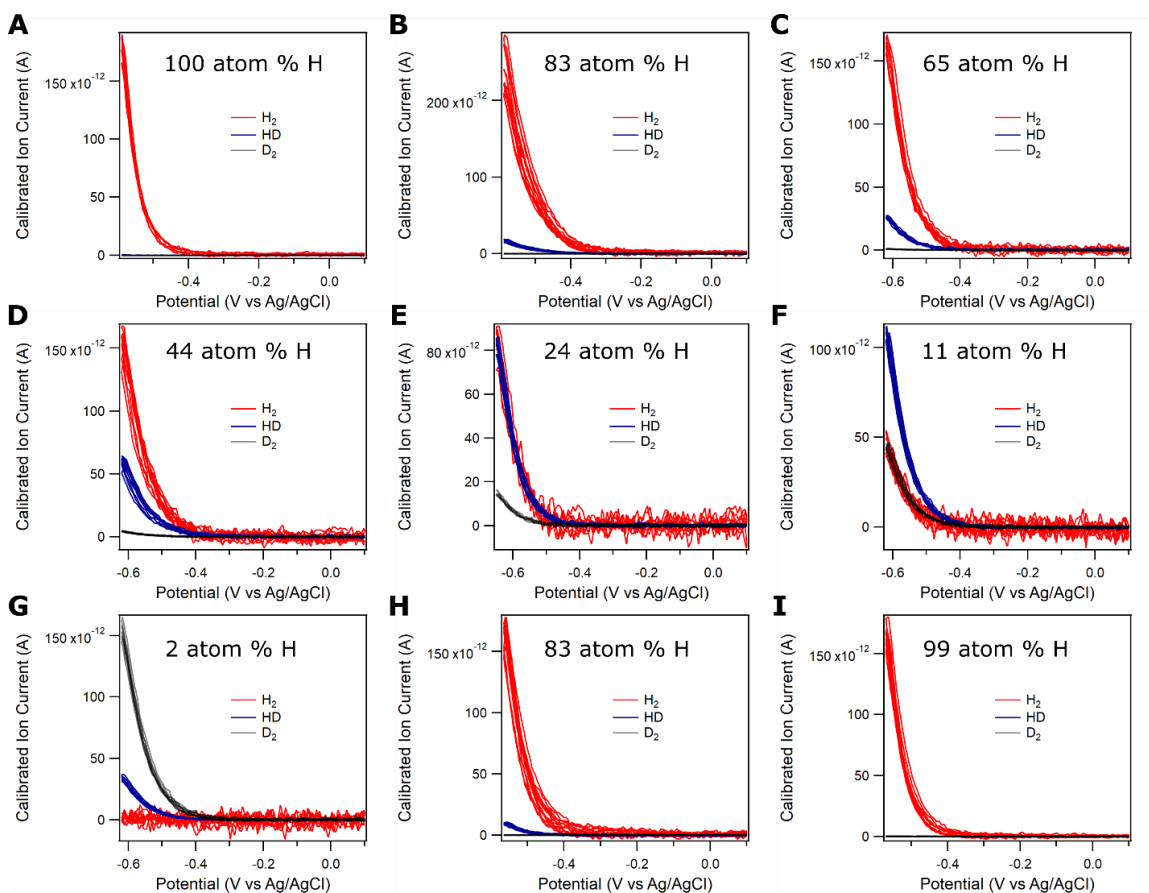 A
Calibrated Ion Current (A)
150 x10⁻¹²
100
50
0
100 atom % H
H₂
HD
D₂
-0.4
-0.2
0.0
Potential (V vs Ag/AgCl)
B
Calibrated Ion Current (A)
200 x10⁻¹²
100
0
83 atom % H
H₂
HD
D₂
-0.4
-0.2
0.0
Potential (V vs Ag/AgCl)
C
Calibrated Ion Current (A)
150 x10⁻¹²
100
50
0
65 atom % H
H₂
HD
D₂
-0.6
-0.4
-0.2
0.0
Potential (V vs Ag/AgCl)
D
Calibrated Ion Current (A)
150 x10⁻¹²
100
50
0
44 atom % H
H₂
HD
D₂
-0.6
-0.4
-0.2
0.0
Potential (V vs Ag/AgCl)
E
Calibrated Ion Current (A)
80 x10⁻¹²
60
40
20
0
24 atom % H
H₂
HD
D₂
-0.6
-0.4
-0.2
0.0
Potential (V vs Ag/AgCl)
F
Calibrated Ion Current (A)
100 x10⁻¹²
50
0
11 atom % H
H₂
HD
D₂
-0.6
-0.4
-0.2
0.0
Potential (V vs Ag/AgCl)
G
Calibrated Ion Current (A)
150 x10⁻¹²
100
50
0
2 atom % H
H₂
HD
D₂
-0.6
-0.4
-0.2
0.0
Potential (V vs Ag/AgCl)
H
Calibrated Ion Current (A)
150 x10⁻¹²
100
50
0
83 atom % H
H₂
HD
D₂
-0.4
-0.2
0.0
Potential (V vs Ag/AgCl)
I
Calibrated Ion Current (A)
150 x10⁻¹²
100
50
0
99 atom % H
H₂
HD
D₂
-0.4
-0.2
0.0
Potential (V vs Ag/AgCl)